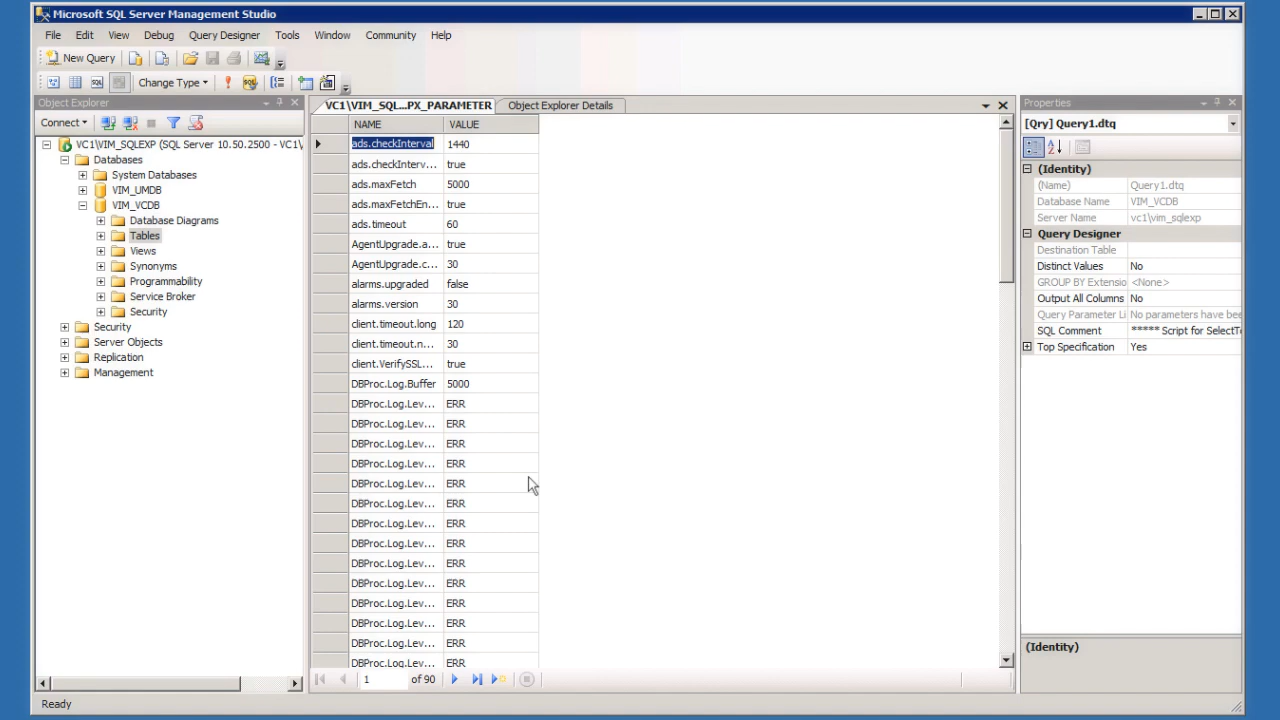 Microsoft SQL Server Management Studio
File Edit View Debug Query Designer Tools Window Community Help
New Query
Change Type
Object Explorer
Connect
VC1\VIM_SQLEXP (SQL Server 10.50.2500 - VC1\
Databases
System Databases
VIM_UMDB
VIM_VCDB
Database Diagrams
Tables
Views
Synonyms
Programmability
Service Broker
Security
Security
Server Objects
Replication
Management
VC1\VIM_SQL...PX_PARAMETER Object Explorer Details
NAME VALUE
ads.checkInterval 1440
ads.checkInterv... true
ads.maxFetch 5000
ads.maxFetchEn... true
ads.timeout 60
AgentUpgrade.a... true
AgentUpgrade.c... 30
alarms.upgraded false
alarms.version 30
client.timeout.long 120
client.timeout.n... 30
client.VerifySSL... true
DBProc.Log.Buffer 5000
DBProc.Log.Lev... ERR
DBProc.Log.Lev... ERR
DBProc.Log.Lev... ERR
DBProc.Log.Lev... ERR
DBProc.Log.Lev... ERR
DBProc.Log.Lev... ERR
DBProc.Log.Lev... ERR
DBProc.Log.Lev... ERR
DBProc.Log.Lev... ERR
DBProc.Log.Lev... ERR
DBProc.Log.Lev... ERR
DBProc.Log.Lev... ERR
DBProc.Log.Lev... ERR
DBProc.Log.Lev... ERR
1 of 90
Properties
[Qry] Query1.dtq
(Identity)
(Name) Query1.dtq
Database Name VIM_VCDB
Server Name vc1\vim_sqlexp
Query Designer
Destination Table
Distinct Values No
GROUP BY Extensio <None>
Output All Columns No
Query Parameter Li No parameters have bee
SQL Comment ***** Script for SelectT
Top Specification Yes
(Identity)
Ready